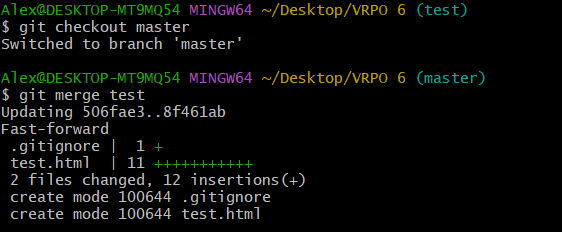 Alex@DESKTOP-MT9MQ54 MINGW64 ~/Desktop/VRPO 6 (test)
$ git checkout master
Switched to branch 'master'
Alex@DESKTOP-MT9MQ54 MINGW64 ~/Desktop/VRPO 6 (master)
$ git merge test
Updating 506fae3..8f461ab
Fast-forward
 .gitignore |  1 +
 test.html  | 11 +++++++++++
 2 files changed, 12 insertions(+)
 create mode 100644 .gitignore
 create mode 100644 test.html